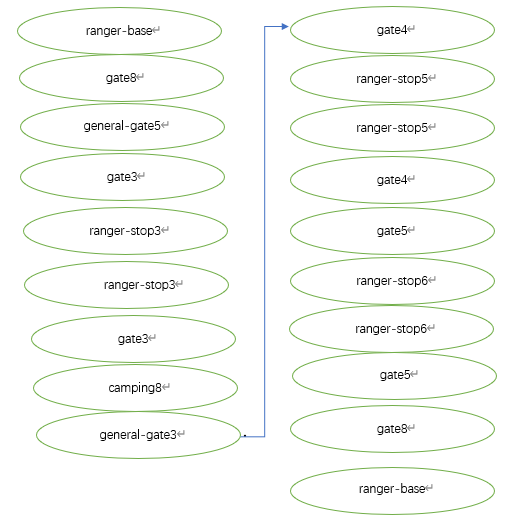 ranger-base
gate8
general-gate5
gate3
ranger-stop3
ranger-stop3
gate3
camping8
general-gate3
gate4
ranger-stop5
ranger-stop5
gate4
gate5
ranger-stop6
ranger-stop6
gate5
gate8
ranger-base